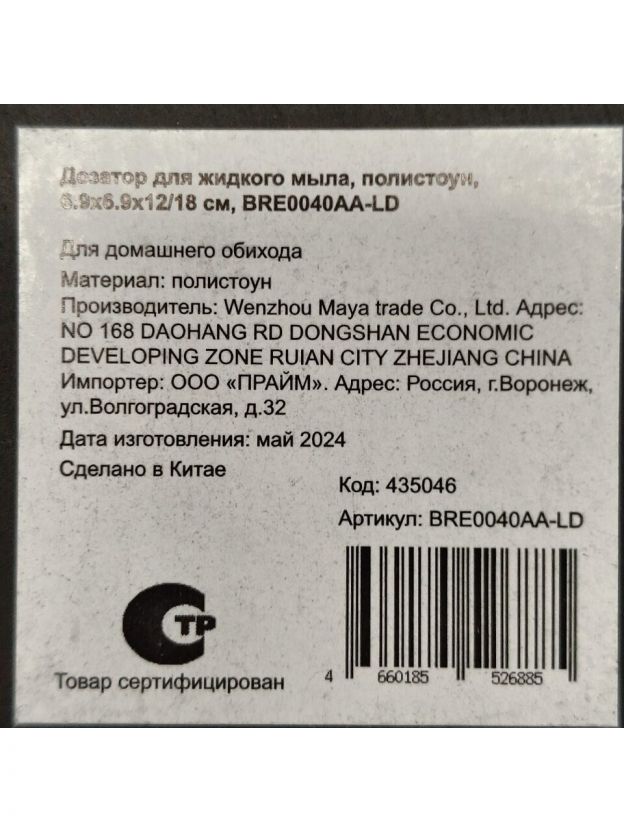 Дозатор для жидкого мыла, полистоун,
6.9х6.9х12/18 см, BRE0040AA-LD
Для домашнего обихода
Материал: полистоун
Производитель: Wenzhou Maya trade Co., Ltd. Адрес:
NO 168 DAOHANG RD DONGSHAN ECONOMIC
DEVELOPING ZONE RUIAN CITY ZHEJIANG CHINA
Импортер: ООО «ПРАЙМ». Адрес: Россия, г.Воронеж,
ул.Волгоградская, д.32
Дата изготовления: май 2024
Сделано в Китае
Код: 435046
Артикул: BRE0040AA-LD
СТР
Товар сертифицирован
4 660185 526885